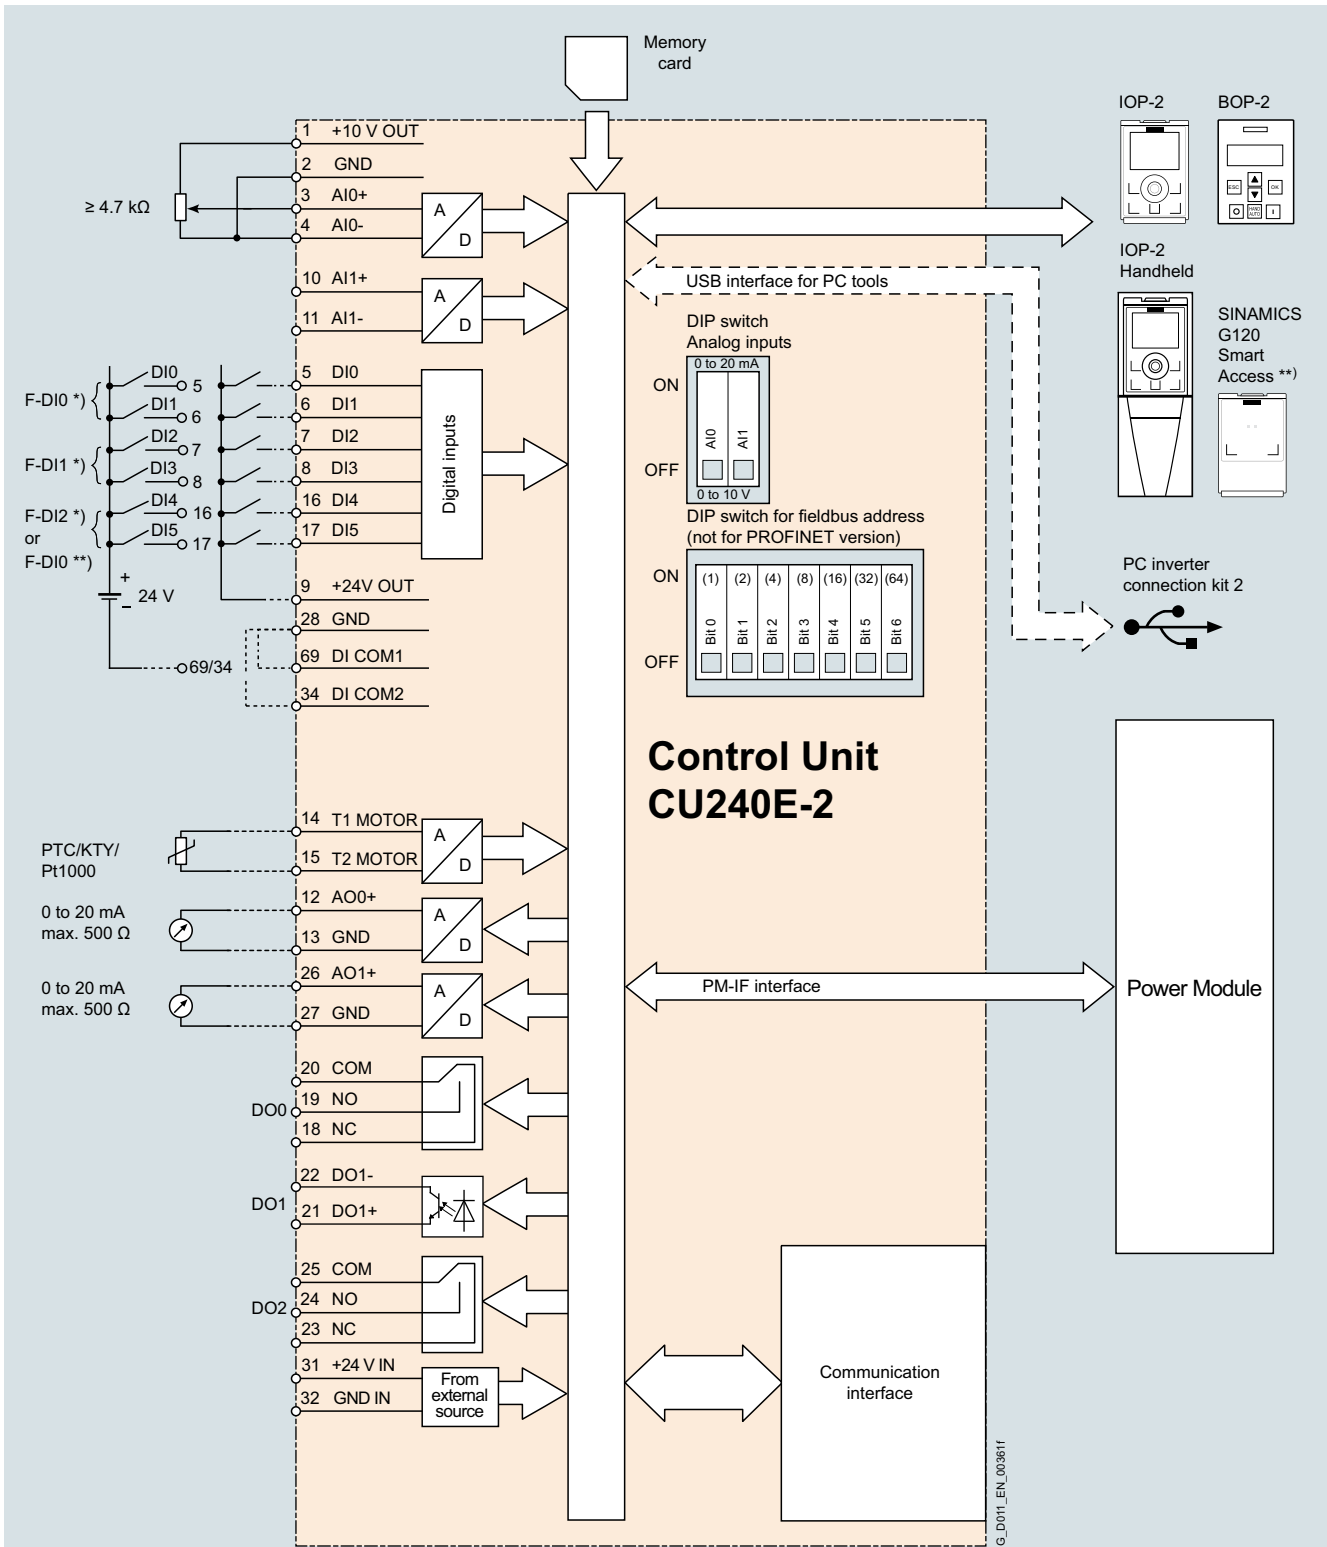 Memory
card
IOP-2
BOP-2
ESC
OK
HAND
AUTO
IOP-2
Handheld
SINAMICS
G120
Smart
Access **)
PC inverter
connection kit 2
1 +10 V OUT
2 GND
3 AI0+
4 AI0-
≥ 4.7 kΩ
A
D
10 AI1+
11 AI1-
A
D
USB interface for PC tools
DIP switch
Analog inputs
0 to 20 mA
ON
AI0
AI1
OFF
0 to 10 V
DIP switch for fieldbus address
(not for PROFINET version)
ON
(1) (2) (4) (8) (16) (32) (64)
Bit 0 Bit 1 Bit 2 Bit 3 Bit 4 Bit 5 Bit 6
OFF
F-DI0 *)
F-DI1 *)
F-DI2 *)
or
F-DI0 **)
DI0 5
DI1 6
DI2 7
DI3 8
DI4 16
DI5 17
+
–
24 V
69/34
5 DI0
6 DI1
7 DI2
8 DI3
16 DI4
17 DI5
Digital inputs
9 +24V OUT
28 GND
69 DI COM1
34 DI COM2
Control Unit
CU240E-2
PTC/KTY/
Pt1000
14 T1 MOTOR
15 T2 MOTOR
A
D
0 to 20 mA
max. 500 Ω
12 AO0+
13 GND
A
D
0 to 20 mA
max. 500 Ω
26 AO1+
27 GND
A
D
PM-IF interface
Power Module
DO0
20 COM
19 NO
18 NC
DO1
22 DO1-
21 DO1+
DO2
25 COM
24 NO
23 NC
31 +24 V IN
32 GND IN
From
external
source
Communication
interface
G_D011_EN_00361f